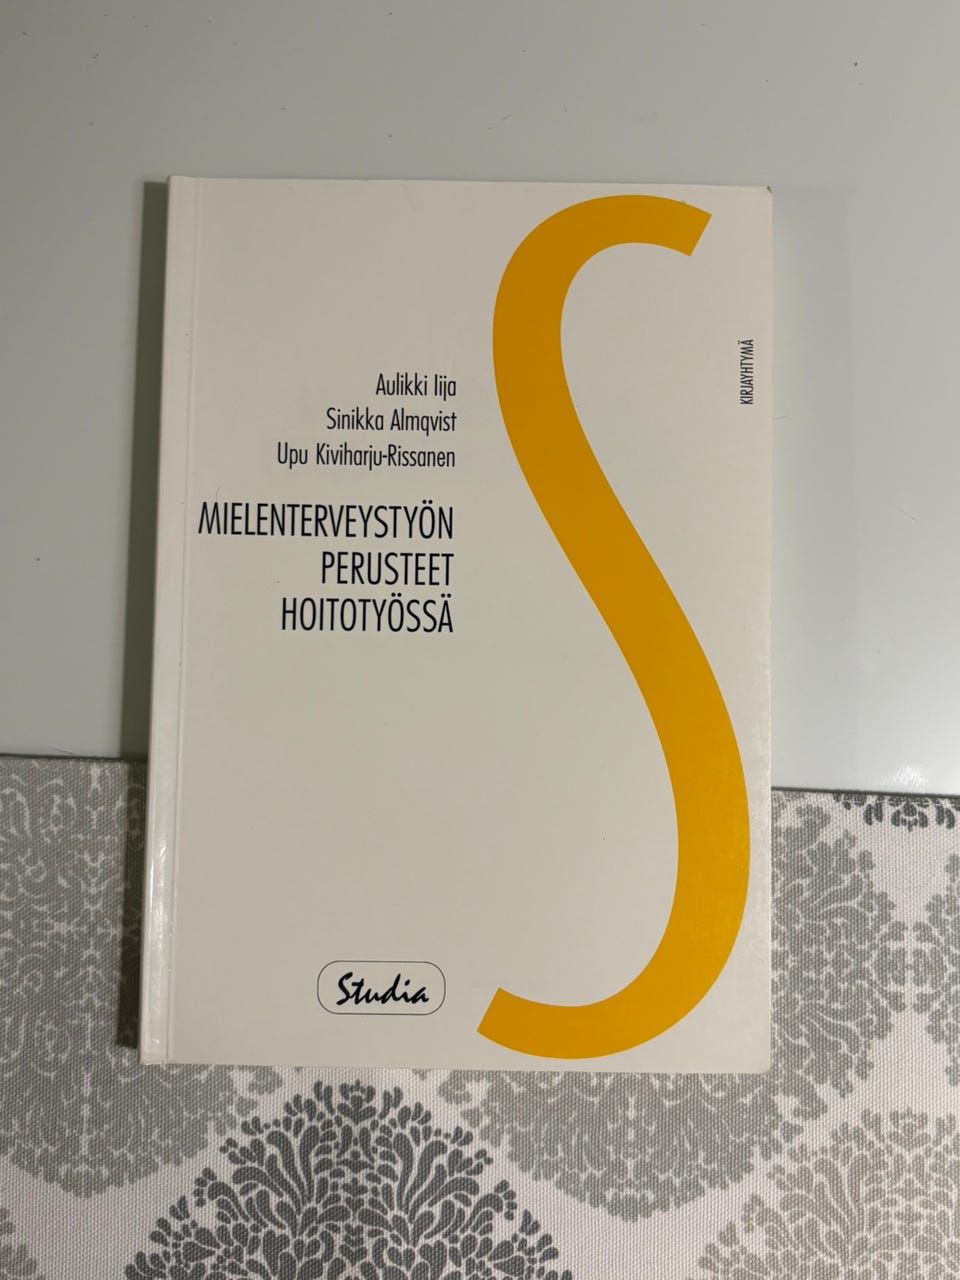 Aulikki Iija
Sinikka Almqvist
Upu Kiviharju-Rissanen
MIELENTERVEYSTYÖN
PERUSTEET
HOITOTYÖSSÄ
S
KIRJAYHTYMÄ
Studia